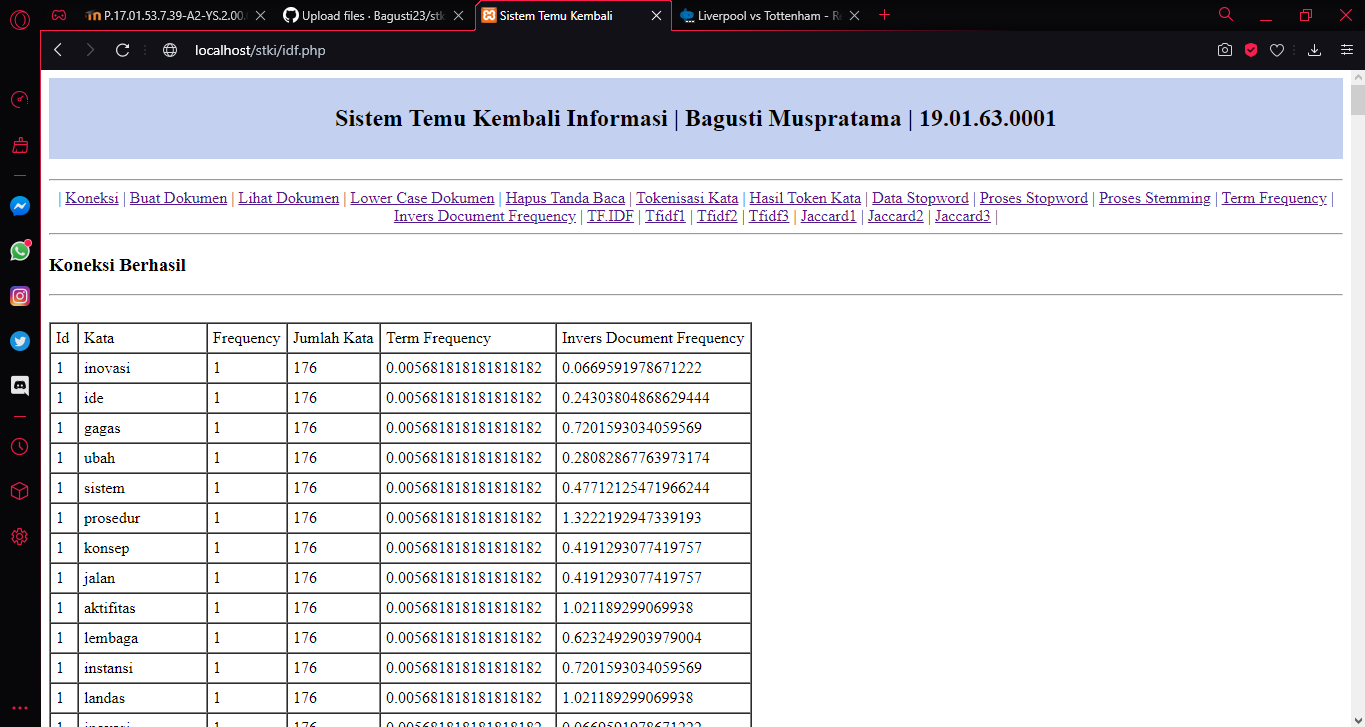 P.17.01.53.7.39-A2-YS.2.00.
Upload files · Bagusti23/stk
Sistem Temu Kembali
Liverpool vs Tottenham - R
localhost/stki/idf.php
Sistem Temu Kembali Informasi | Bagusti Muspratama | 19.01.63.0001
| Koneksi | Buat Dokumen | Lihat Dokumen | Lower Case Dokumen | Hapus Tanda Baca | Tokenisasi Kata | Hasil Token Kata | Data Stopword | Proses Stopword | Proses Stemming | Term Frequency |
Invers Document Frequency | TF.IDF | Tfidf1 | Tfidf2 | Tfidf3 | Jaccard1 | Jaccard2 | Jaccard3 |
Koneksi Berhasil
Id Kata Frequency Jumlah Kata Term Frequency Invers Document Frequency
1 inovasi 1 176 0.005681818181818182 0.0669591978671222
1 ide 1 176 0.005681818181818182 0.24303804868629444
1 gagas 1 176 0.005681818181818182 0.7201593034059569
1 ubah 1 176 0.005681818181818182 0.28082867763973174
1 sistem 1 176 0.005681818181818182 0.47712125471966244
1 prosedur 1 176 0.005681818181818182 1.3222192947339193
1 konsep 1 176 0.005681818181818182 0.4191293077419757
1 jalan 1 176 0.005681818181818182 0.4191293077419757
1 aktifitas 1 176 0.005681818181818182 1.021189299069938
1 lembaga 1 176 0.005681818181818182 0.6232492903979004
1 instansi 1 176 0.005681818181818182 0.7201593034059569
1 landas 1 176 0.005681818181818182 1.021189299069938
1 inovasi 1 176 0.005681818181818182 0.0669591978671222